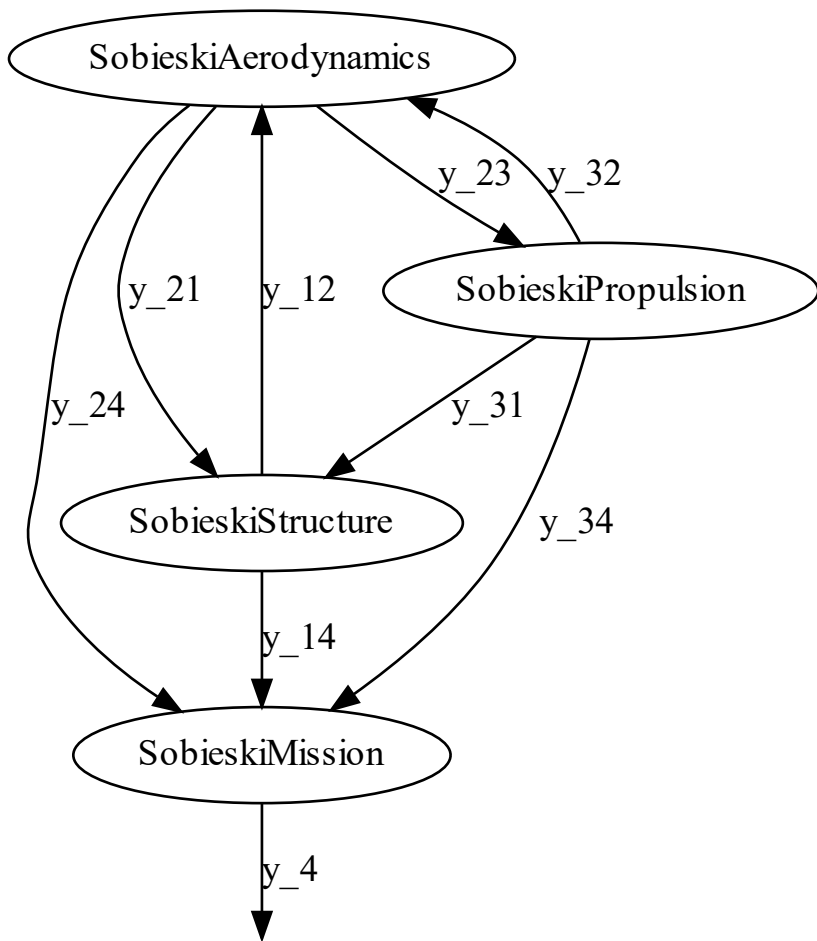 SobieskiAerodynamics
y_23
y_32
y_21
y_12
SobieskiPropulsion
y_24
y_31
SobieskiStructure
y_34
y_14
SobieskiMission
y_4